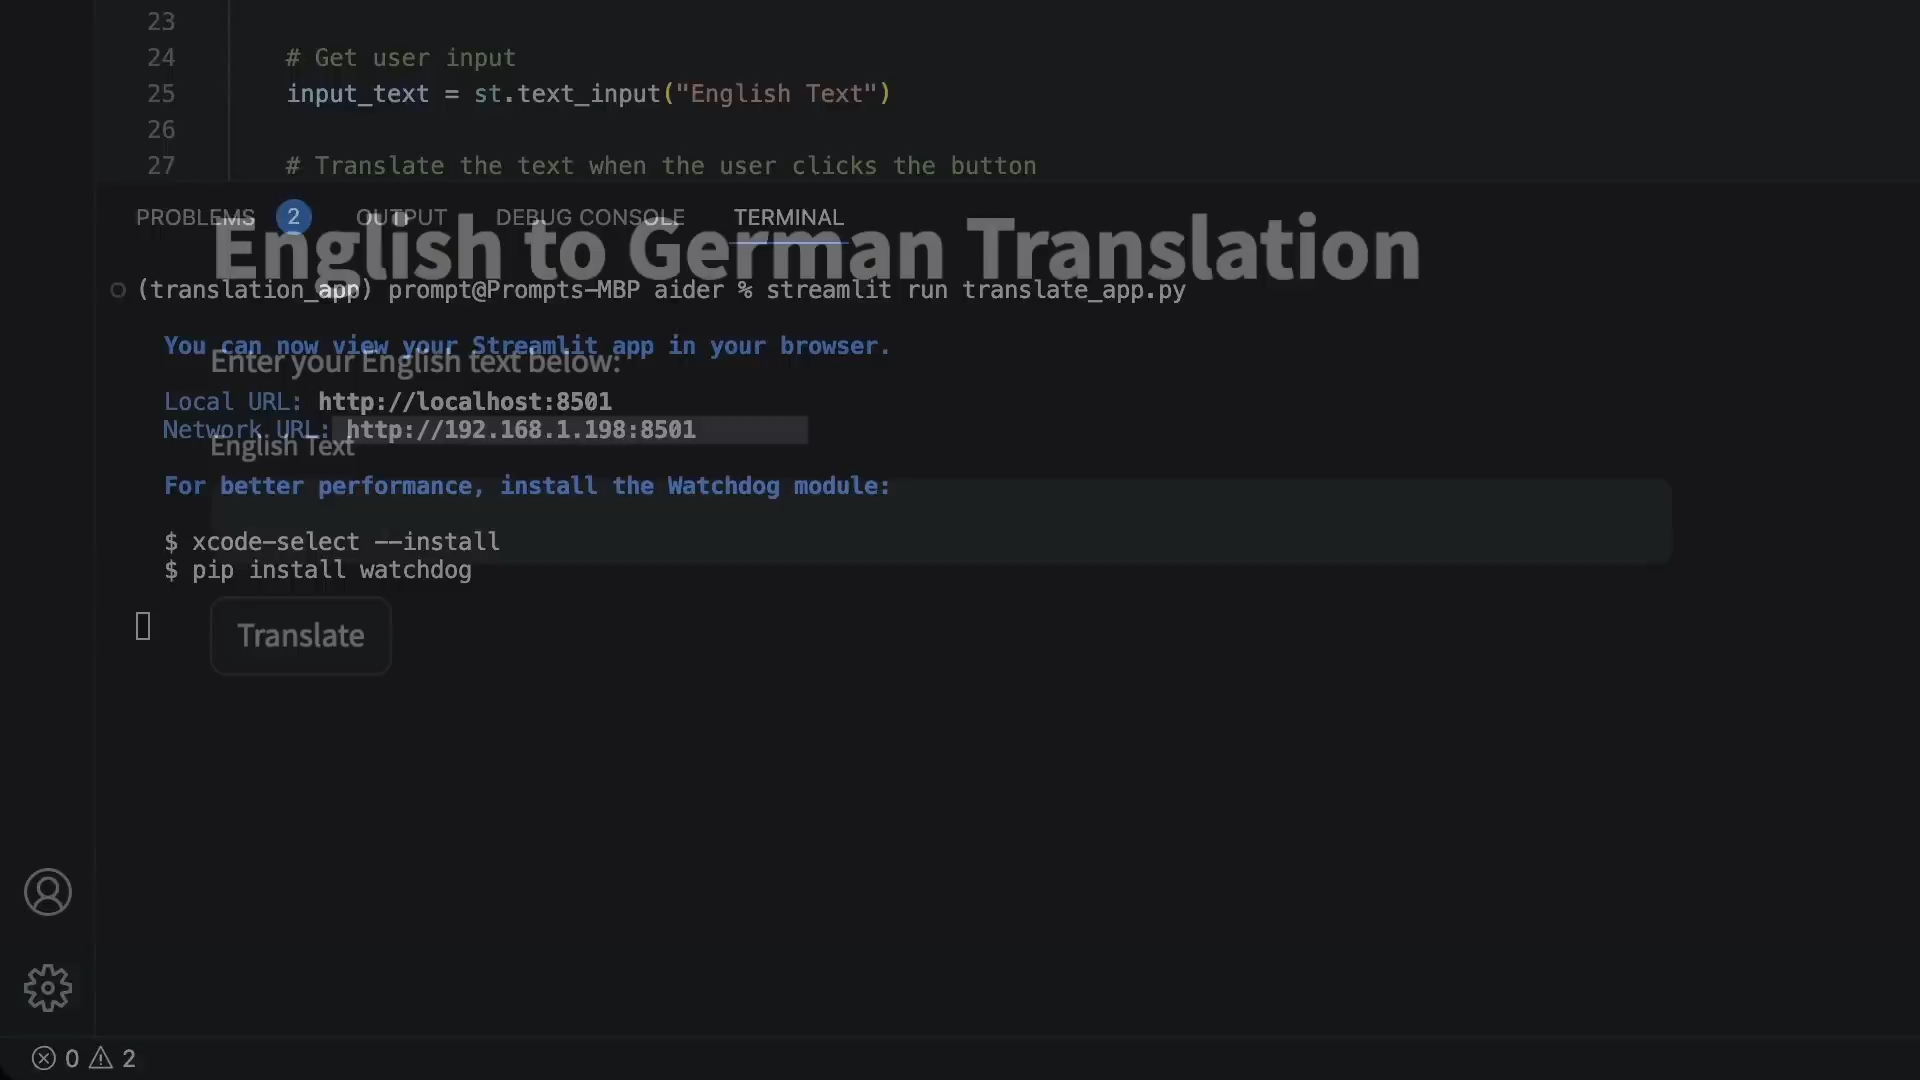 23
24 # Get user input
25 input_text = st.text_input("English Text")
26
27 # Translate the text when the user clicks the button
PROBLEMS 2 OUTPUT DEBUG CONSOLE TERMINAL
English to German Translation
(translation_app) prompt@Prompts-MBP aider % streamlit run translate_app.py
You can now view your Streamlit app in your browser.
Enter your English text below:
Local URL: http://localhost:8501
Network URL: http://192.168.1.198:8501
English Text
For better performance, install the Watchdog module:
$ xcode-select --install
$ pip install watchdog
Translate
0 2